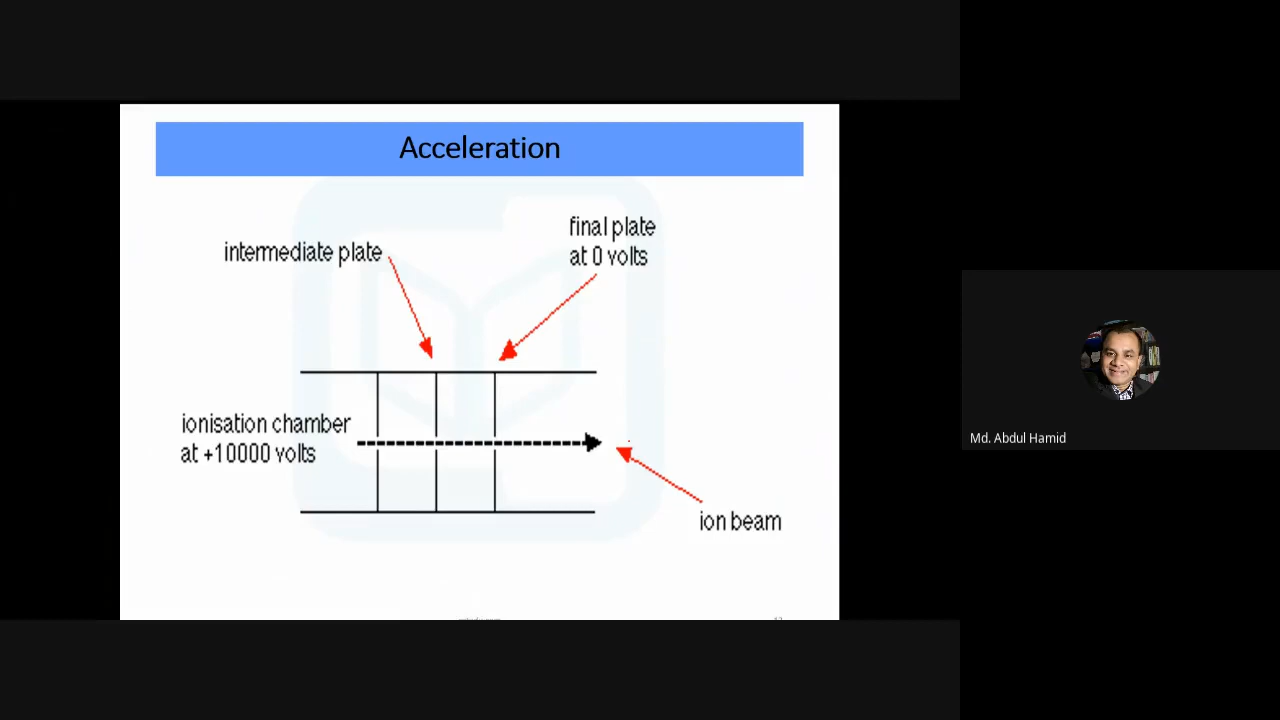 Acceleration
intermediate plate
final plate
at 0 volts
ionisation chamber
at +10000 volts
ion beam
Md. Abdul Hamid